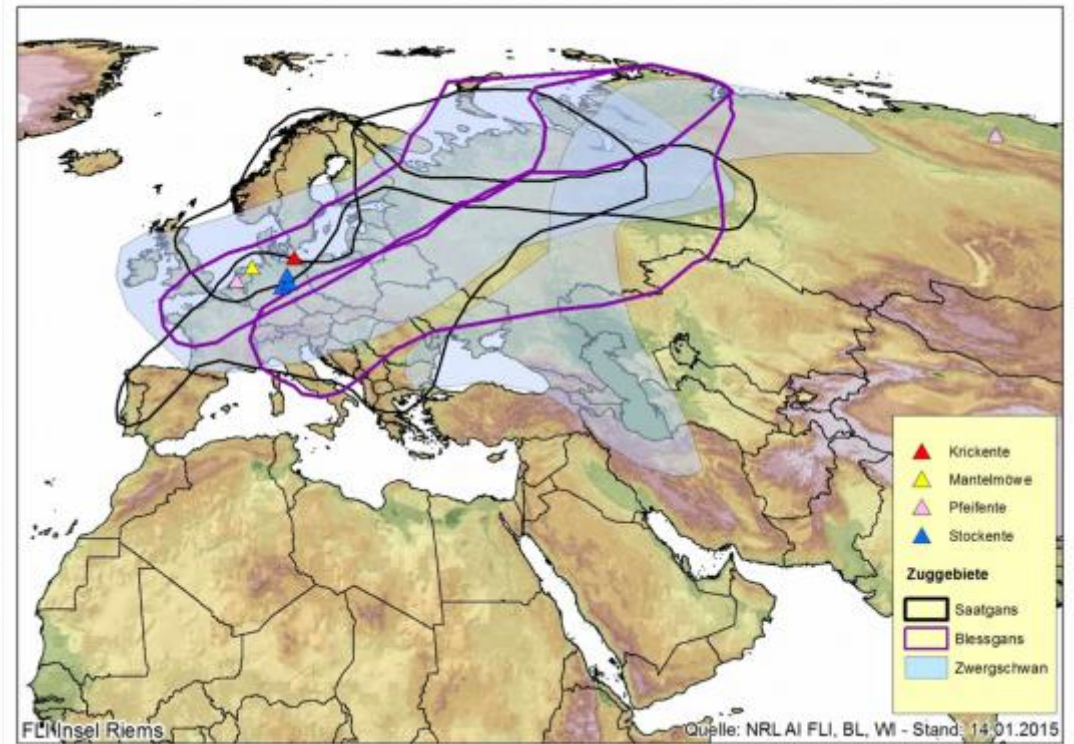 Krickente
Mantelmöwe
Pfeifente
Stockente
Zuggebiete
Saatgans
Blessgans
Zwergschwan
FLI Insel Riems
Quelle: NRL AI FLI, BL, WI - Stand: 14.01.2015